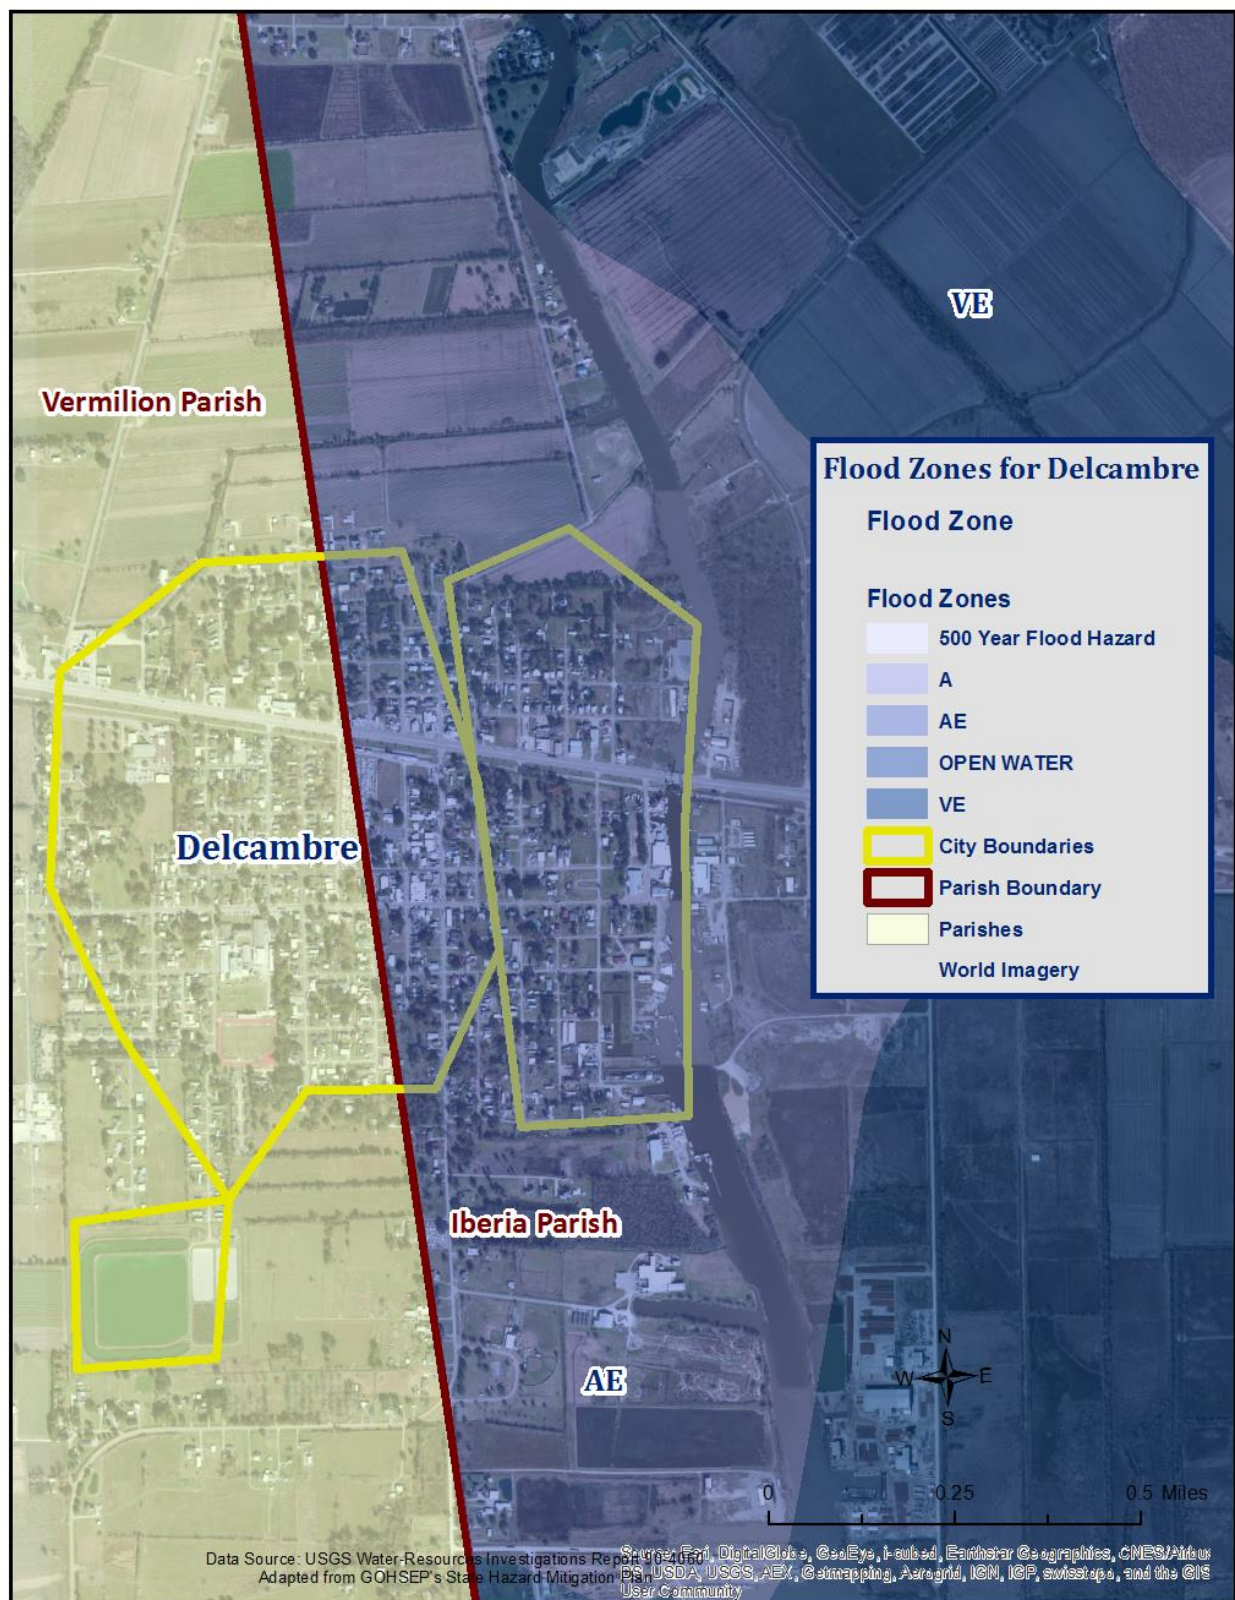 VE
Vermilion Parish
Flood Zones for Delcambre
Flood Zone
Flood Zones
500 Year Flood Hazard
A
AE
OPEN WATER
VE
City Boundaries
Parish Boundary
Parishes
World Imagery
Delcambre
Iberia Parish
AE
N
W E
S
0 0.25 0.5 Miles
Data Source: USGS Water-Resources Investigations Report 90-4060
Adapted from GOHSEP's State Hazard Mitigation Plan
Source: Esri, DigitalGlobe, GeoEye, i-cubed, Earthstar Geographics, CNES/Airbus
DS, USDA, USGS, AEX, Getmapping, Aerogrid, IGN, IGP, swisstopo, and the GIS
User Community